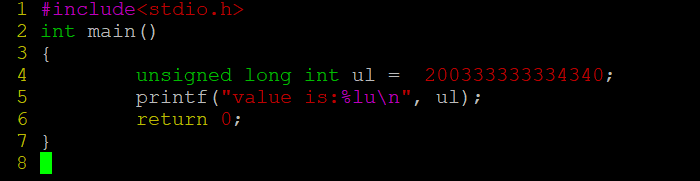 1 #include<stdio.h>
2 int main()
3 {
4         unsigned long int ul =  200333333334340;
5         printf("value is:%lu\n", ul);
6         return 0;
7 }
8